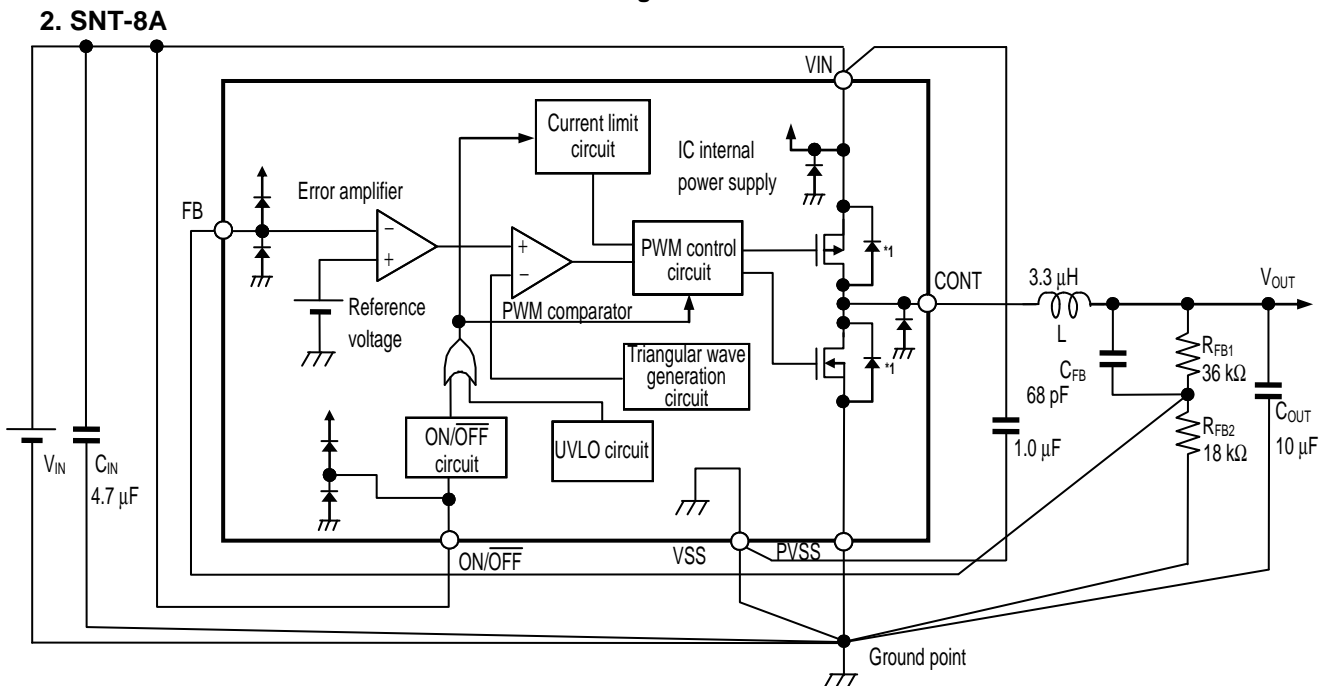 2. SNT-8A
VIN
Current limit
circuit
IC internal
power supply
Error amplifier
FB
−
+
+
−
PWM control
circuit
*1
CONT
3.3 μH
L
VOUT
Reference
voltage
PWM comparator
Triangular wave
generation
circuit
*1
CFB
68 pF
RFB1
36 kΩ
ON/OFF
circuit
UVLO circuit
1.0 μF
RFB2
18 kΩ
COUT
10 μF
VIN
CIN
4.7 μF
ON/OFF
VSS
PVSS
Ground point